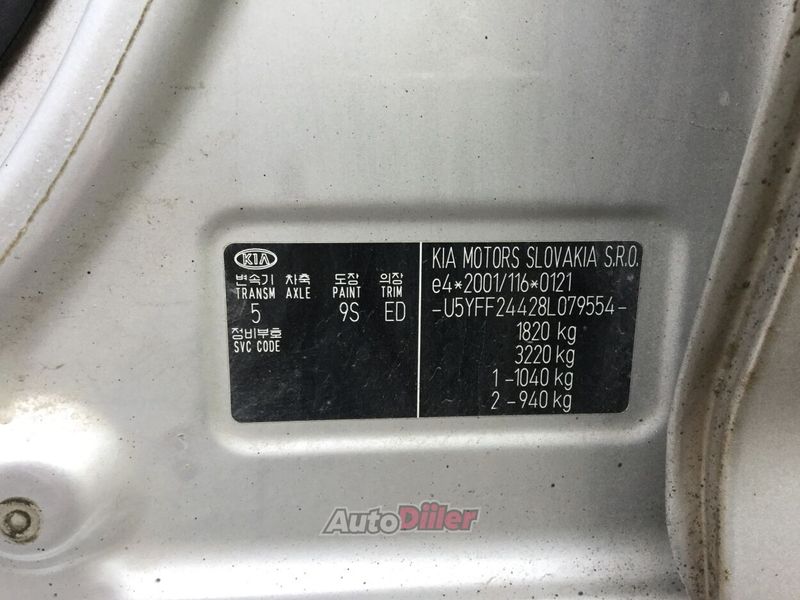 KIA
변속기 차축 도장 의장
TRANSM AXLE PAINT TRIM
5 9S ED
정비부호
SVC CODE
KIA MOTORS SLOVAKIA S.R.O.
e4*2001/116*0121
-U5YFF24428L079554-
1820 kg
3220 kg
1 -1040 kg
2 -940 kg
AutoDiiler